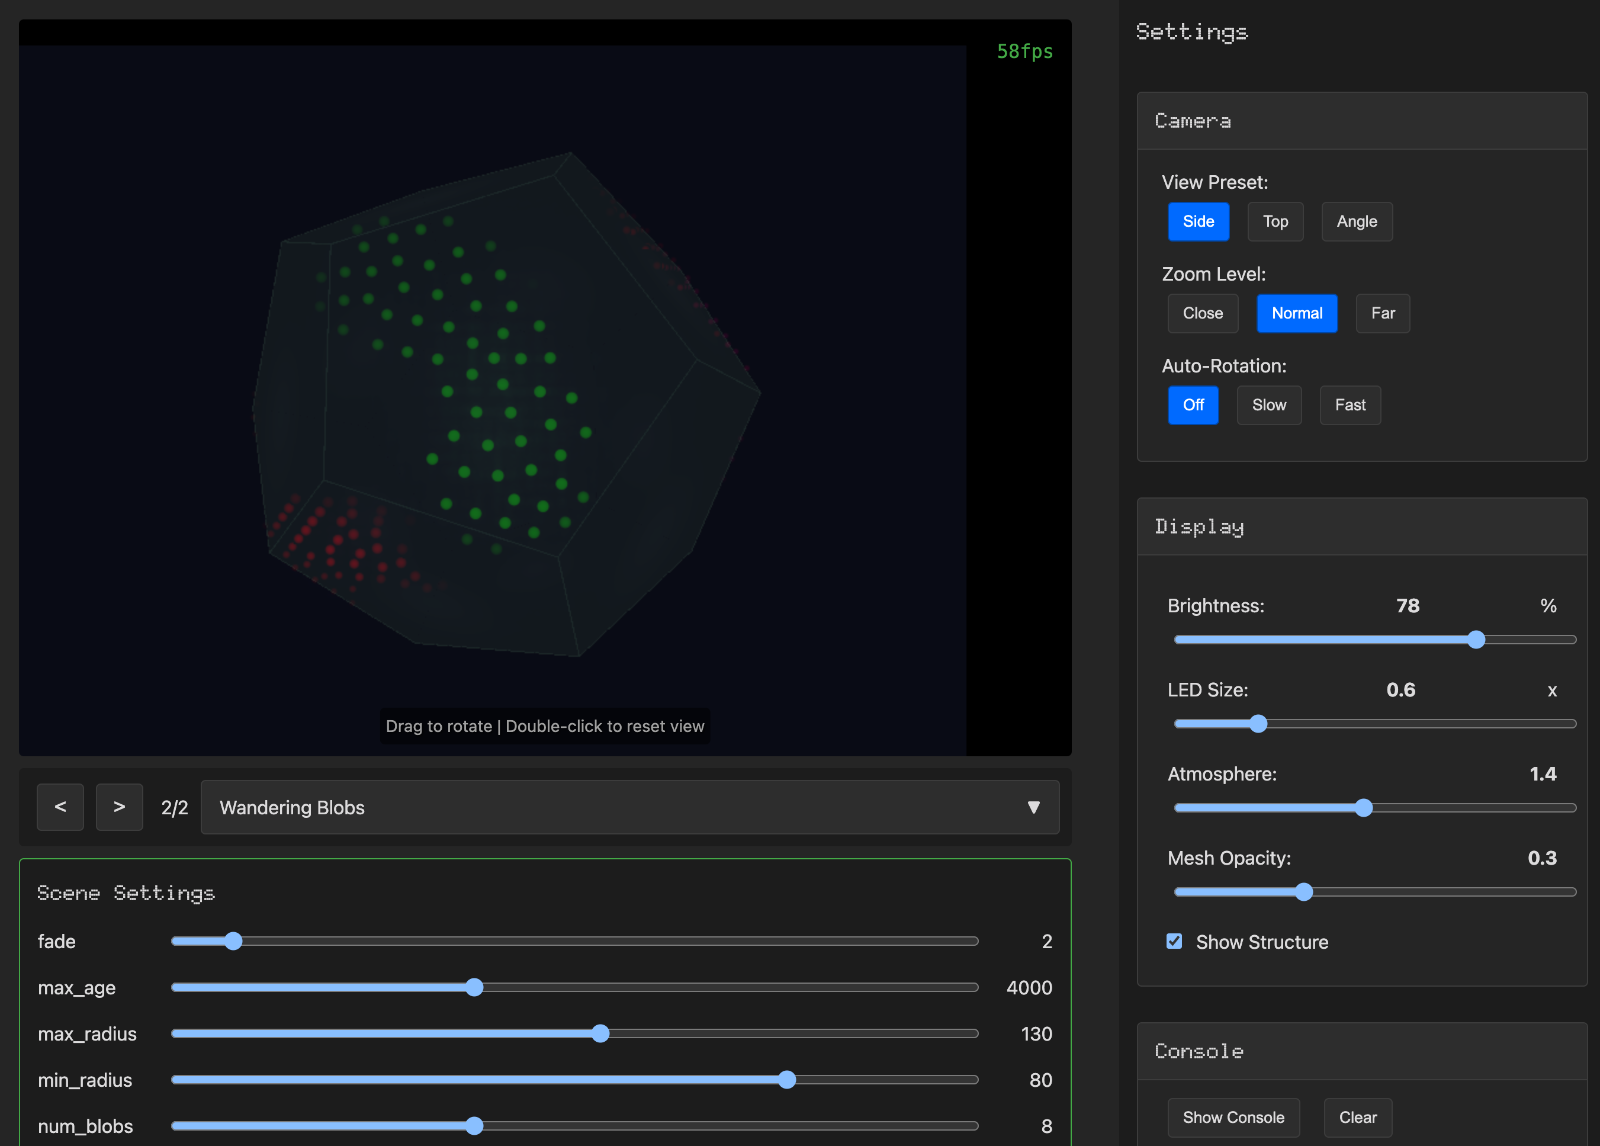 58fps
Drag to rotate | Double-click to reset view
< > 2/2 Wandering Blobs ▼
Scene Settings
fade 2
max_age 4000
max_radius 130
min_radius 80
num_blobs 8
Settings
Camera
View Preset:
Side Top Angle
Zoom Level:
Close Normal Far
Auto-Rotation:
Off Slow Fast
Display
Brightness: 78 %
LED Size: 0.6 x
Atmosphere: 1.4
Mesh Opacity: 0.3
Show Structure
Console
Show Console Clear